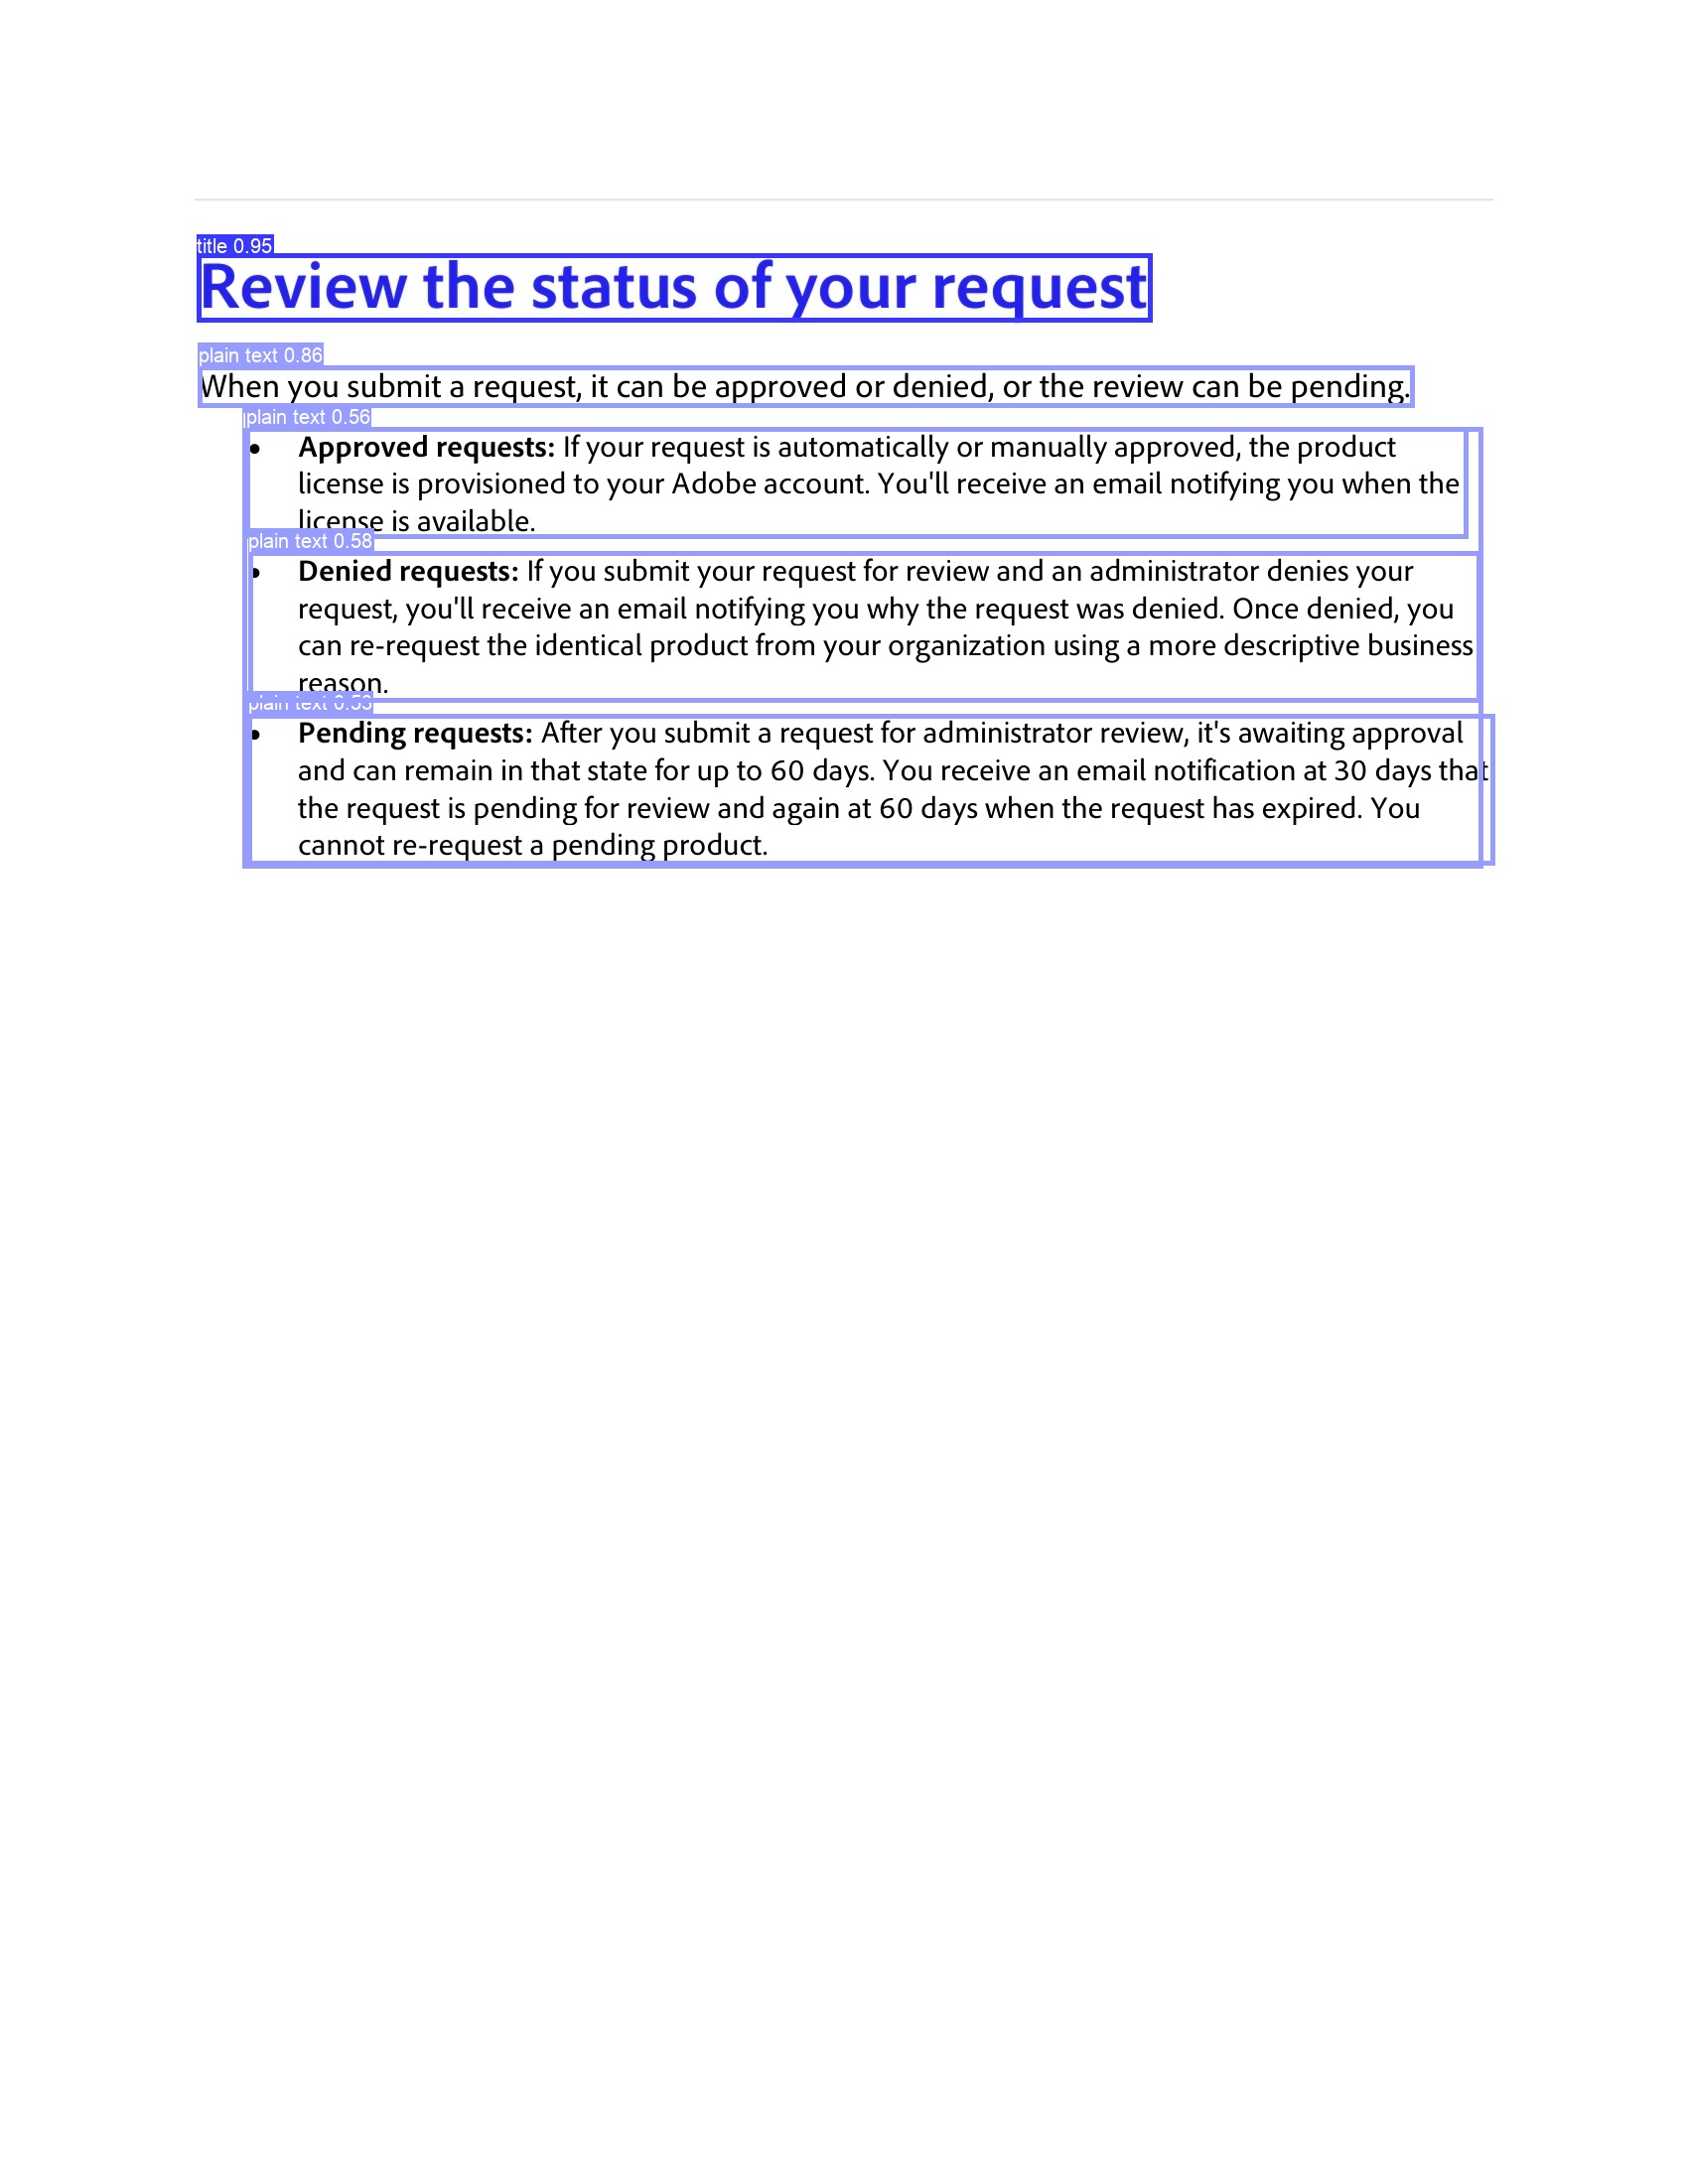 title 0.95
Review the status of your request
plain text 0.86
When you submit a request, it can be approved or denied, or the review can be pending.
plain text 0.56
• Approved requests: If your request is automatically or manually approved, the product
license is provisioned to your Adobe account. You'll receive an email notifying you when the
license is available.
plain text 0.58
• Denied requests: If you submit your request for review and an administrator denies your
request, you'll receive an email notifying you why the request was denied. Once denied, you
can re-request the identical product from your organization using a more descriptive business
reason.
plain text 0.53
• Pending requests: After you submit a request for administrator review, it's awaiting approval
and can remain in that state for up to 60 days. You receive an email notification at 30 days that
the request is pending for review and again at 60 days when the request has expired. You
cannot re-request a pending product.